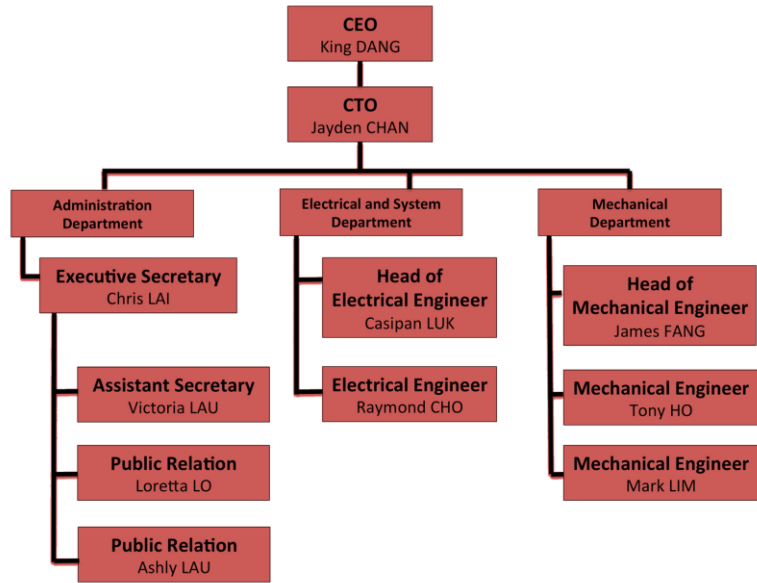 CEO
King DANG
CTO
Jayden CHAN
Administration
Department
Executive Secretary
Chris LAI
Assistant Secretary
Victoria LAU
Public Relation
Loretta LO
Public Relation
Ashly LAU
Electrical and System
Department
Head of
Electrical Engineer
Casipan LUK
Electrical Engineer
Raymond CHO
Mechanical
Department
Head of
Mechanical Engineer
James FANG
Mechanical Engineer
Tony HO
Mechanical Engineer
Mark LIM